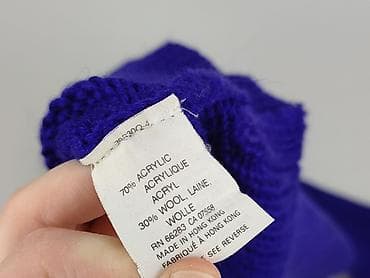 70% ACRYLIC
ACRYLIQUE
ACRYL
30% WOOL, LAINE,
WOLLE
RN 66283 CA 07558
MADE IN HONG KONG
FABRIQUÉ À HONG KONG
SEE REVERSE